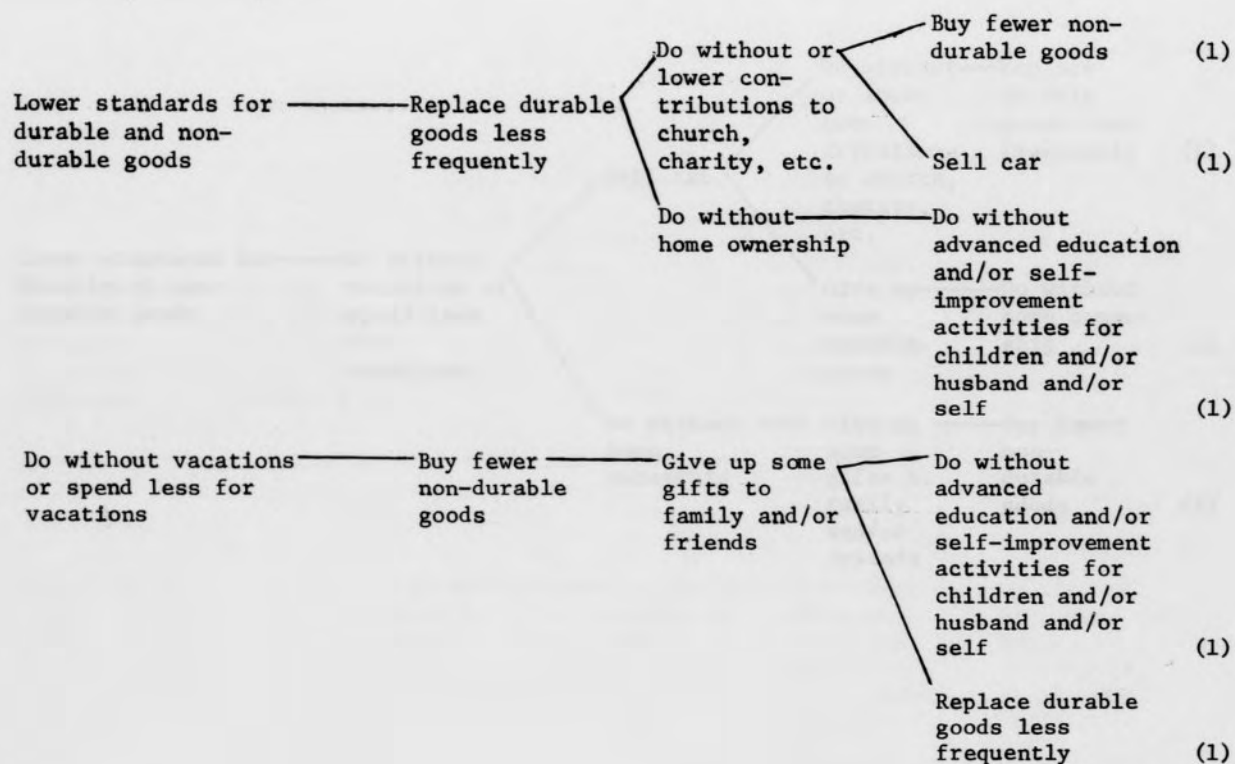 Lower standards for
durable and non-
durable goods
Replace durable
goods less
frequently
Do without or
lower con-
tributions to
church,
charity, etc.
Buy fewer non-
durable goods (1)
Sell car (1)
Do without
home ownership
Do without
advanced education
and/or self-
improvement
activities for
children and/or
husband and/or
self (1)
Do without vacations
or spend less for
vacations
Buy fewer
non-durable
goods
Give up some
gifts to
family and/or
friends
Do without
advanced
education and/or
self-improvement
activities for
children and/or
husband and/or
self (1)
Replace durable
goods less
frequently (1)